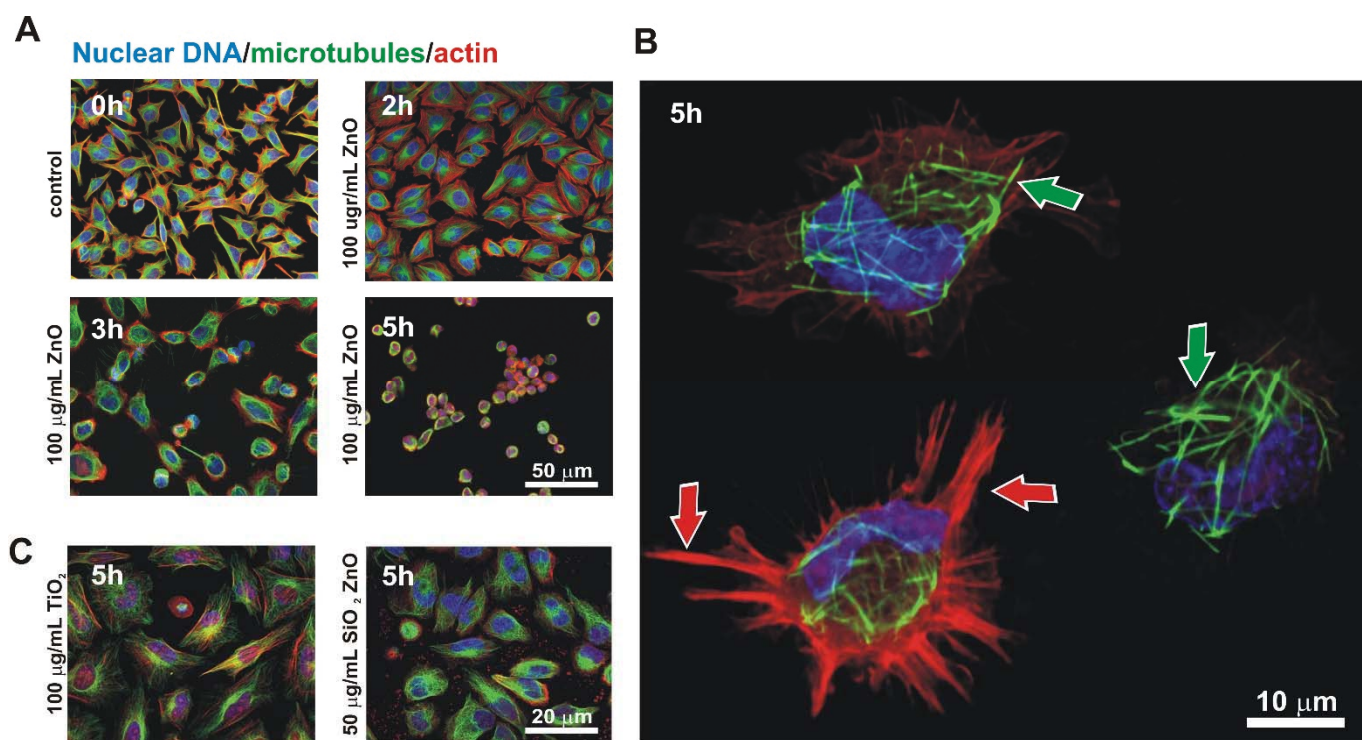 A
Nuclear DNA/microtubules/actin
control
0h
100 ugr/mL ZnO
2h
100 μg/mL ZnO
3h
100 μg/mL ZnO
5h
50 μm
B
5h
10 μm
C
100 μg/mL TiO₂
5h
50 μg/mL SiO₂ ZnO
5h
20 μm